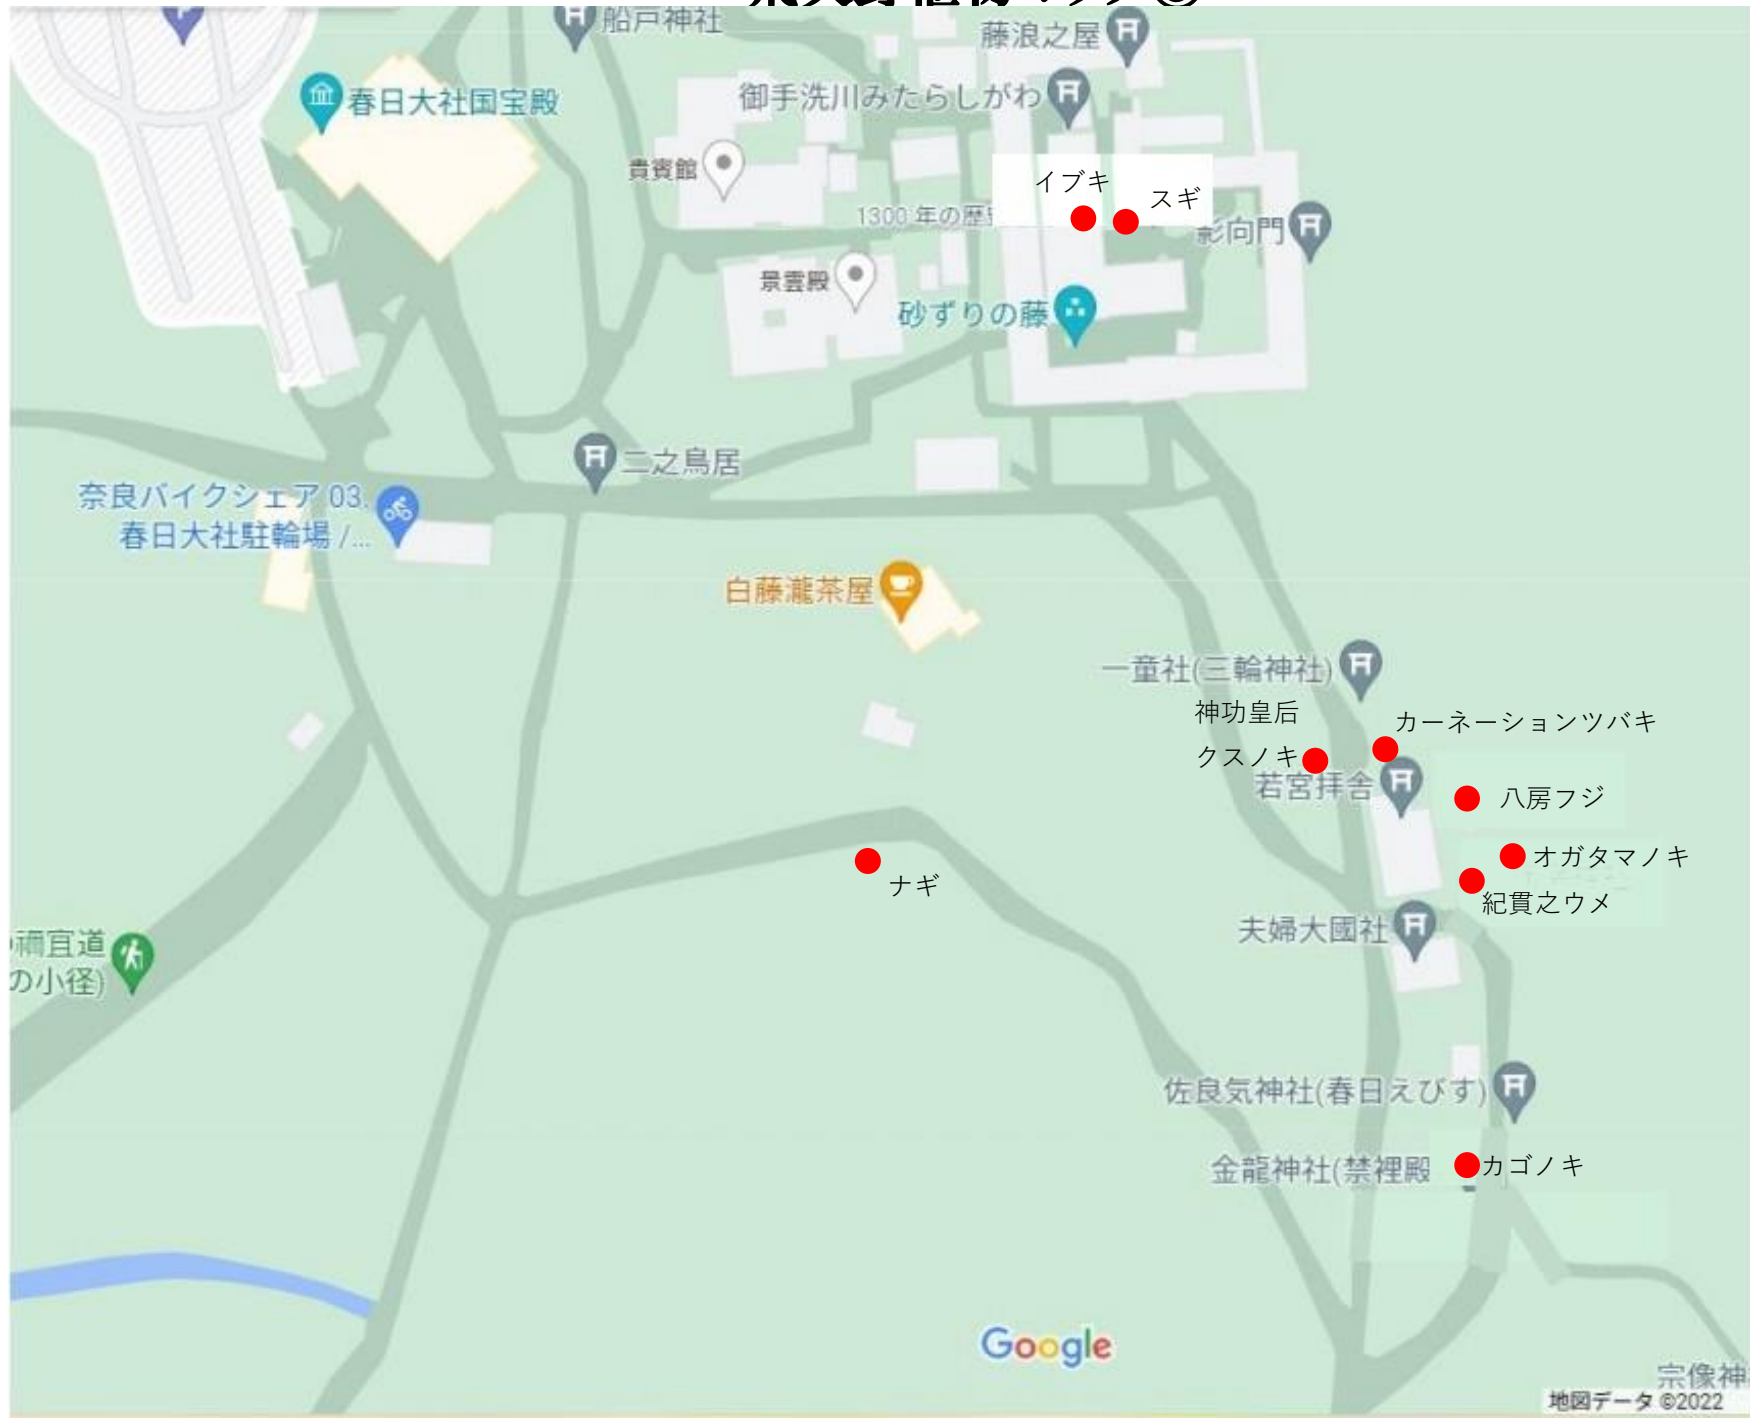 船戸神社
藤浪之屋
春日大社国宝殿
御手洗川みたらしがわ
貴賓館
イブキ
スギ
1300 年の歴
影向門
景雲殿
砂ずりの藤
二之鳥居
奈良バイクシェア 03.
春日大社駐輪場 /...
白藤瀧茶屋
一童社(三輪神社)
神功皇后
クスノキ
カーネーションツバキ
若宮拝舎
八房フジ
オガタマノキ
紀貫之ウメ
ナギ
夫婦大國社
禰宜道
の小径)
佐良気神社(春日えびす)
金龍神社(禁裡殿
カゴノキ
Google
宗像神
地図データ ©2022